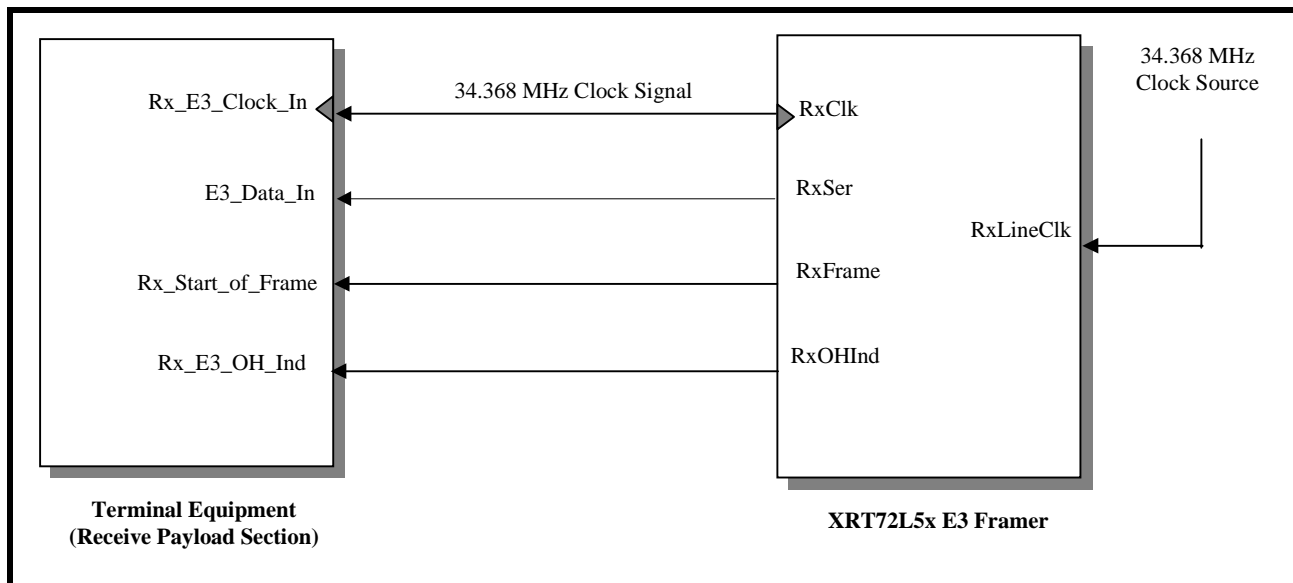 34.368 MHz
Clock Source
34.368 MHz Clock Signal
Rx_E3_Clock_In
RxClk
E3_Data_In
RxSer
RxLineClk
Rx_Start_of_Frame
RxFrame
Rx_E3_OH_Ind
RxOHInd
Terminal Equipment
(Receive Payload Section)
XRT72L5x E3 Framer